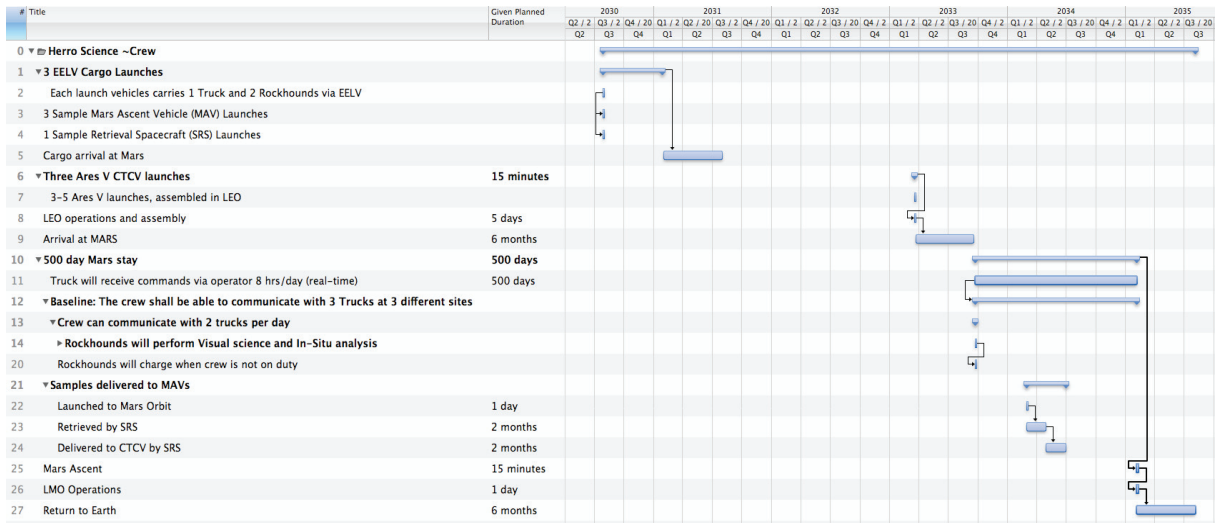 # Title Given Planned Duration 2030 2031 2032 2033 2034 2035
Q2 / 2 Q3 / 2 Q4 / 20 Q1 / 2 Q2 / 2 Q3 / 20 Q4 / 2 Q1 / 2 Q2 / 2 Q3 / 20 Q4 / 2 Q1 / 2 Q2 / 2 Q3 / 20 Q4 / 2 Q1 / 2 Q2 / 2 Q3 / 20 Q4 / 2 Q1 / 2 Q2 / 2 Q3 / 20
Q2 Q3 Q4 Q1 Q2 Q3 Q4 Q1 Q2 Q3 Q4 Q1 Q2 Q3 Q4 Q1 Q2 Q3 Q4 Q1 Q2 Q3
0 Herro Science ~Crew
1 3 EELV Cargo Launches
2 Each launch vehicles carries 1 Truck and 2 Rockhounds via EELV
3 3 Sample Mars Ascent Vehicle (MAV) Launches
4 1 Sample Retrieval Spacecraft (SRS) Launches
5 Cargo arrival at Mars
6 Three Ares V CTCV launches 15 minutes
7 3-5 Ares V launches, assembled in LEO
8 LEO operations and assembly 5 days
9 Arrival at MARS 6 months
10 500 day Mars stay 500 days
11 Truck will receive commands via operator 8 hrs/day (real-time) 500 days
12 Baseline: The crew shall be able to communicate with 3 Trucks at 3 different sites
13 Crew can communicate with 2 trucks per day
14 Rockhounds will perform Visual science and In-Situ analysis
20 Rockhounds will charge when crew is not on duty
21 Samples delivered to MAVs
22 Launched to Mars Orbit 1 day
23 Retrieved by SRS 2 months
24 Delivered to CTCV by SRS 2 months
25 Mars Ascent 15 minutes
26 LMO Operations 1 day
27 Return to Earth 6 months